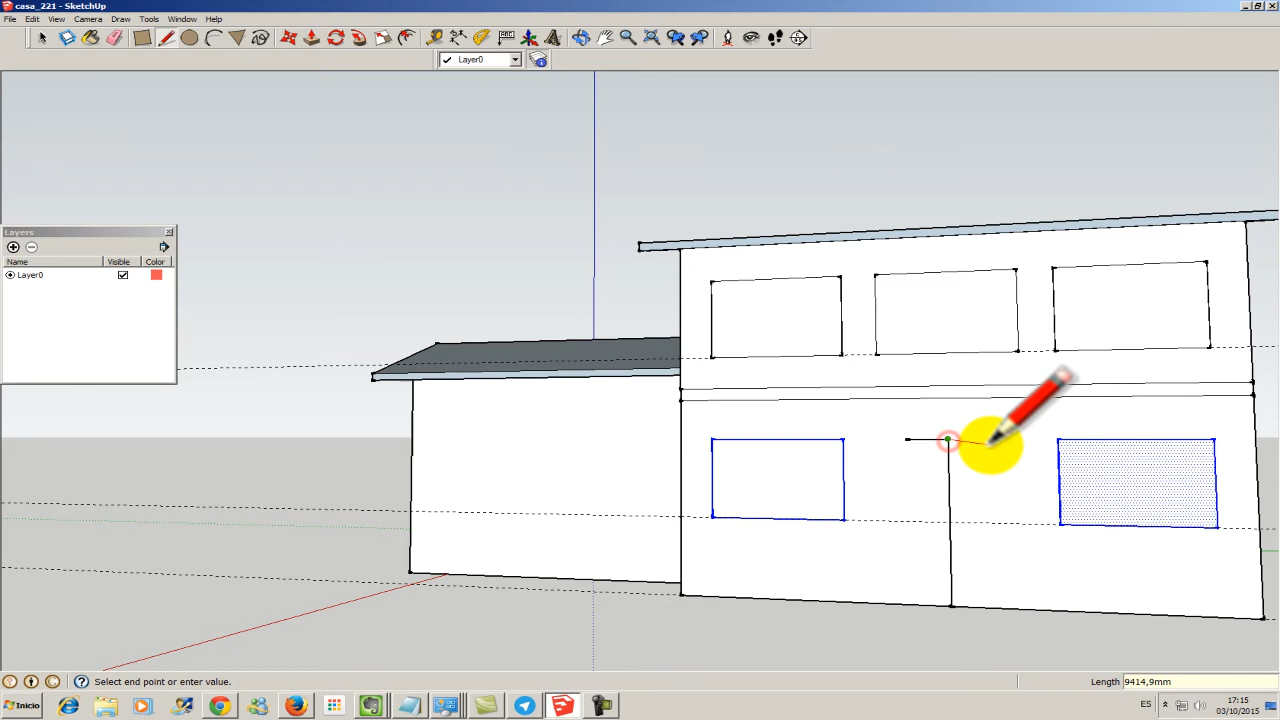 casa_221 - SketchUp
File Edit View Camera Draw Tools Window Help
Layer0
Layers
Name Visible Color
Layer0
Select end point or enter value.
Length 9414,9mm
Inicio
ES
17:15
03/10/2015